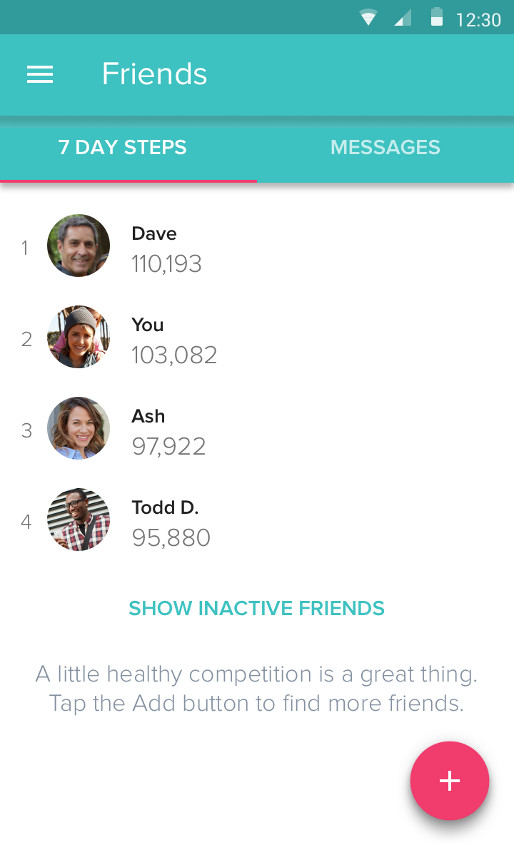 12:30
Friends
7 DAY STEPS
MESSAGES
1
Dave
110,193
2
You
103,082
3
Ash
97,922
4
Todd D.
95,880
SHOW INACTIVE FRIENDS
A little healthy competition is a great thing.
Tap the Add button to find more friends.
+